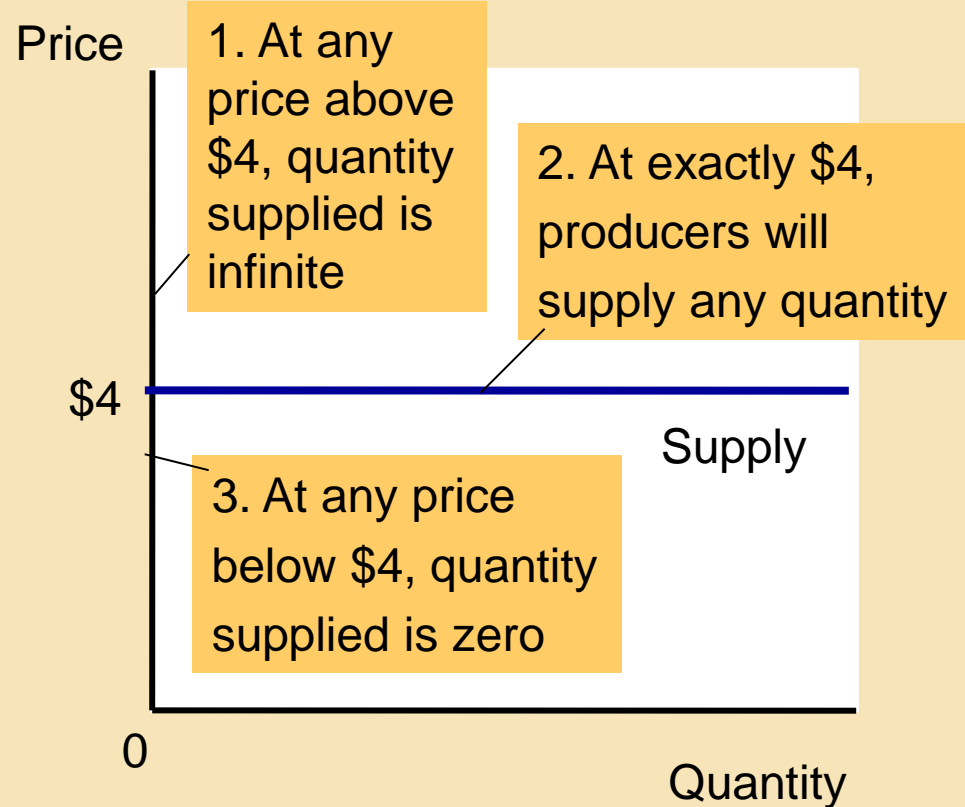 Price
1. At any
price above
$4, quantity
supplied is
infinite
2. At exactly $4,
producers will
supply any quantity
$4
Supply
3. At any price
below $4, quantity
supplied is zero
0
Quantity